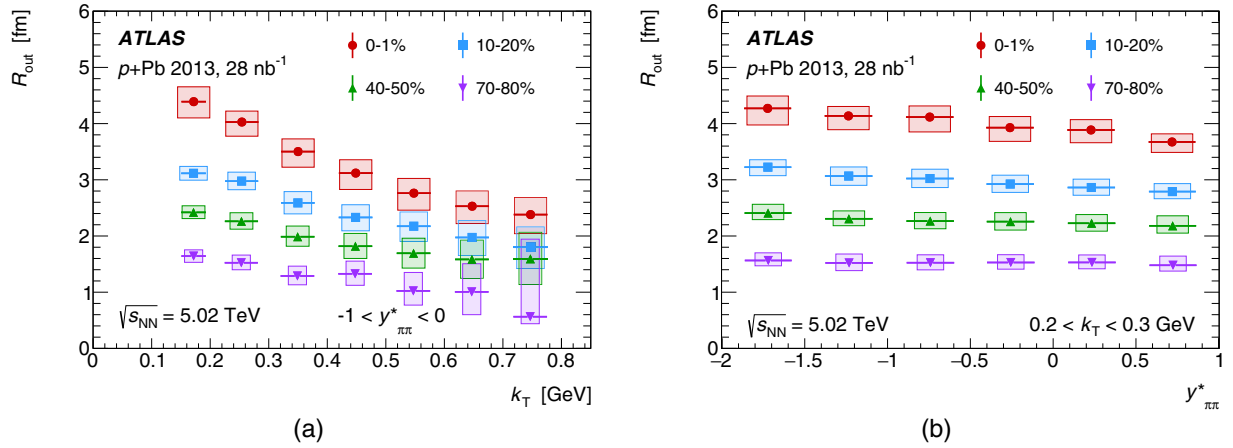 R_out [fm]
6
5
4
3
2
1
0
ATLAS
p+Pb 2013, 28 nb⁻¹
0-1%
10-20%
40-50%
70-80%
√s_NN = 5.02 TeV
-1 < y*_ππ < 0
0 0.1 0.2 0.3 0.4 0.5 0.6 0.7 0.8
k_T [GeV]
(a)
R_out [fm]
6
5
4
3
2
1
0
ATLAS
p+Pb 2013, 28 nb⁻¹
0-1%
10-20%
40-50%
70-80%
√s_NN = 5.02 TeV
0.2 < k_T < 0.3 GeV
−2 −1.5 −1 −0.5 0 0.5 1
y*_ππ
(b)